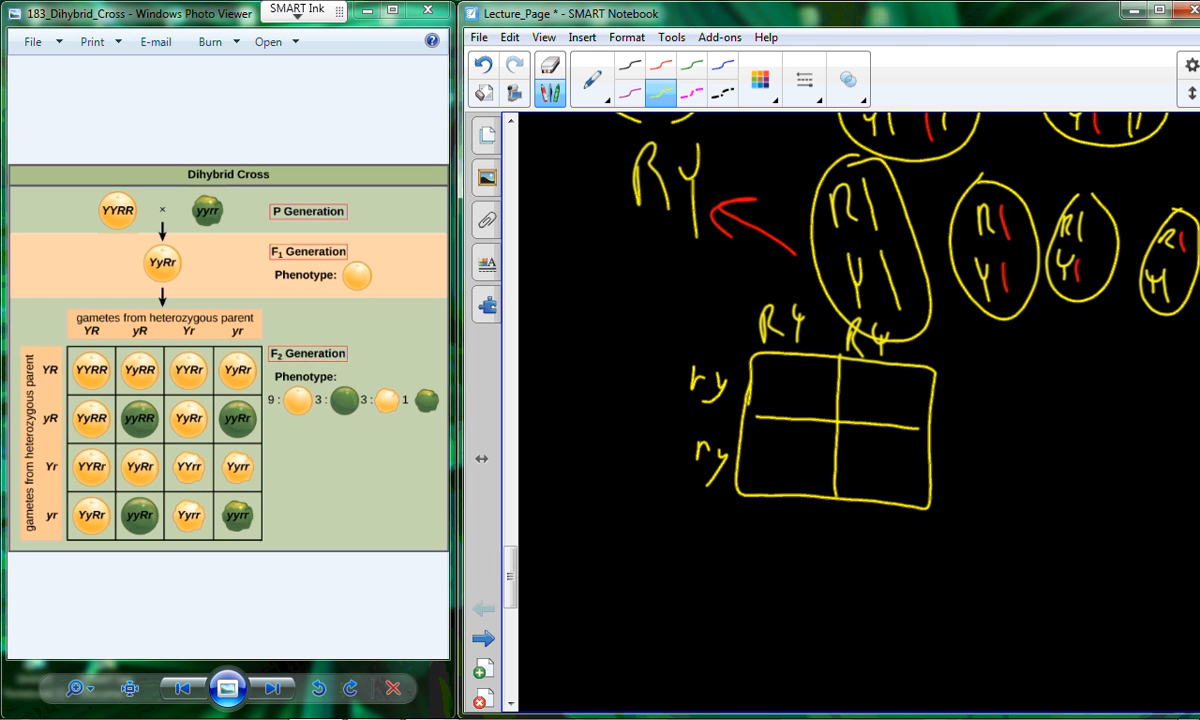 183_Dihybrid_Cross - Windows Photo Viewer
SMART Ink
File Print E-mail Burn Open
Dihybrid Cross
YYRR × yyrr P Generation
F₁ Generation
YyRr
Phenotype:
gametes from heterozygous parent
YR yR Yr yr
F₂ Generation
Phenotype:
9 : 3 : 3 : 1
gametes from heterozygous parent
YR YYRR YyRR YYRr YyRr
yR YyRR yyRR YyRr yyRr
Yr YYRr YyRr YYrr Yyrr
yr YyRr yyRr Yyrr yyrr
Lecture_Page * - SMART Notebook
File Edit View Insert Format Tools Add-ons Help
RY
R
Y
R
Y
R
Y
R
Y
RY RY
ry
ry